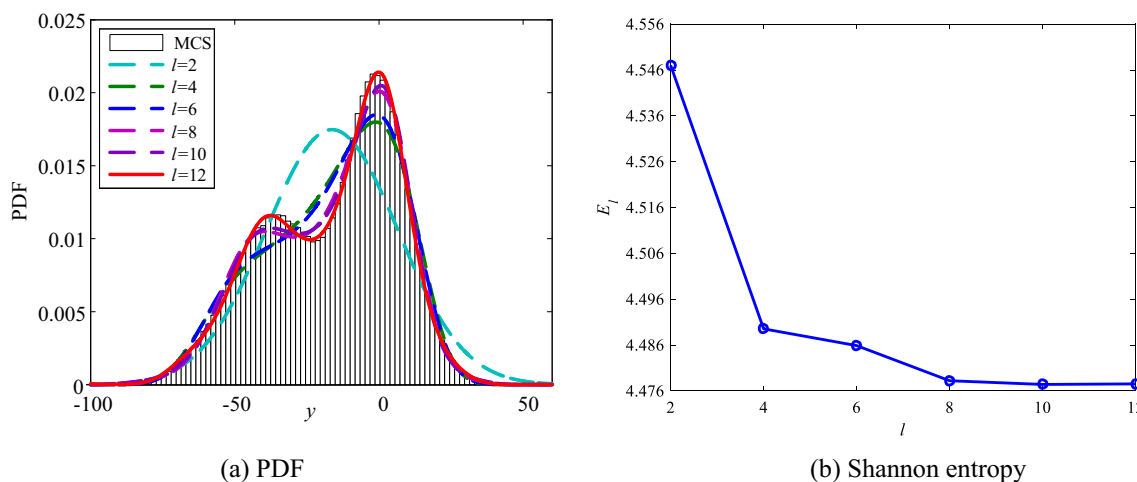 0.025
0.02
0.015
0.01
0.005
0
PDF
MCS
l=2
l=4
l=6
l=8
l=10
l=12
-100
-50
0
50
y
(a) PDF
4.556
4.546
4.536
4.526
4.516
4.506
4.496
4.486
4.476
E_l
2
4
6
8
10
12
l
(b) Shannon entropy